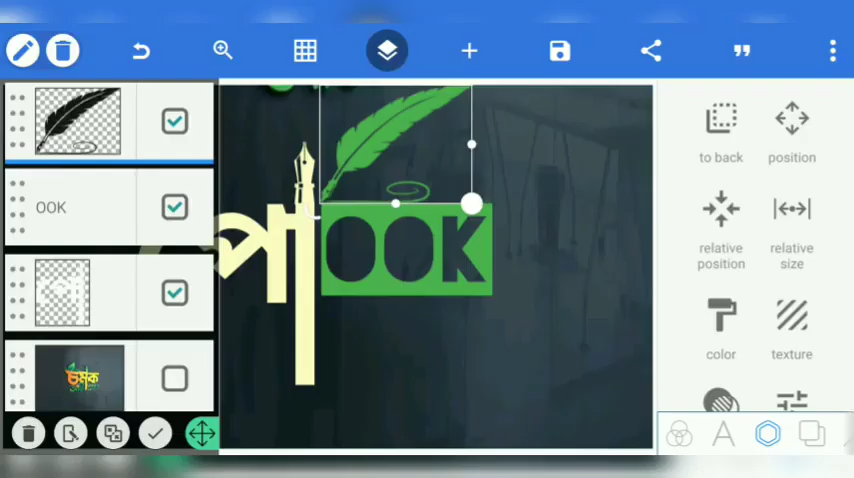 to back
position
OOK
relative
position
relative
size
পো
OOK
color
texture